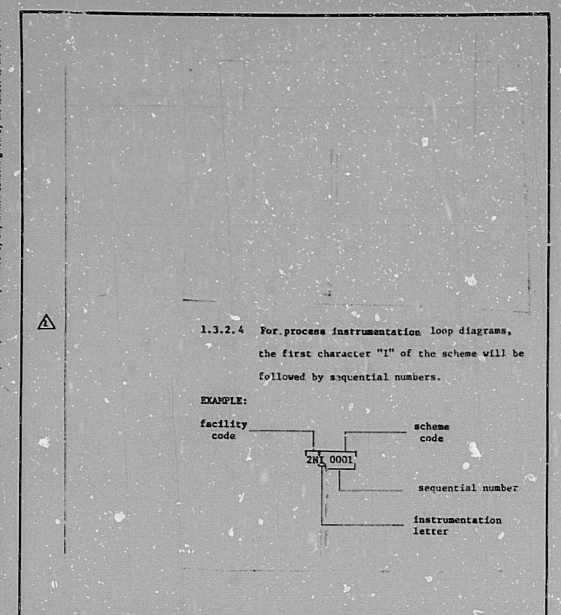 1.3.2.4 For process instrumentation loop diagrams,
the first character "I" of the scheme will be
followed by sequential numbers.
EXAMPLE:
facility
code
scheme
code
2NI 0001
sequential number
instrumentation
letter